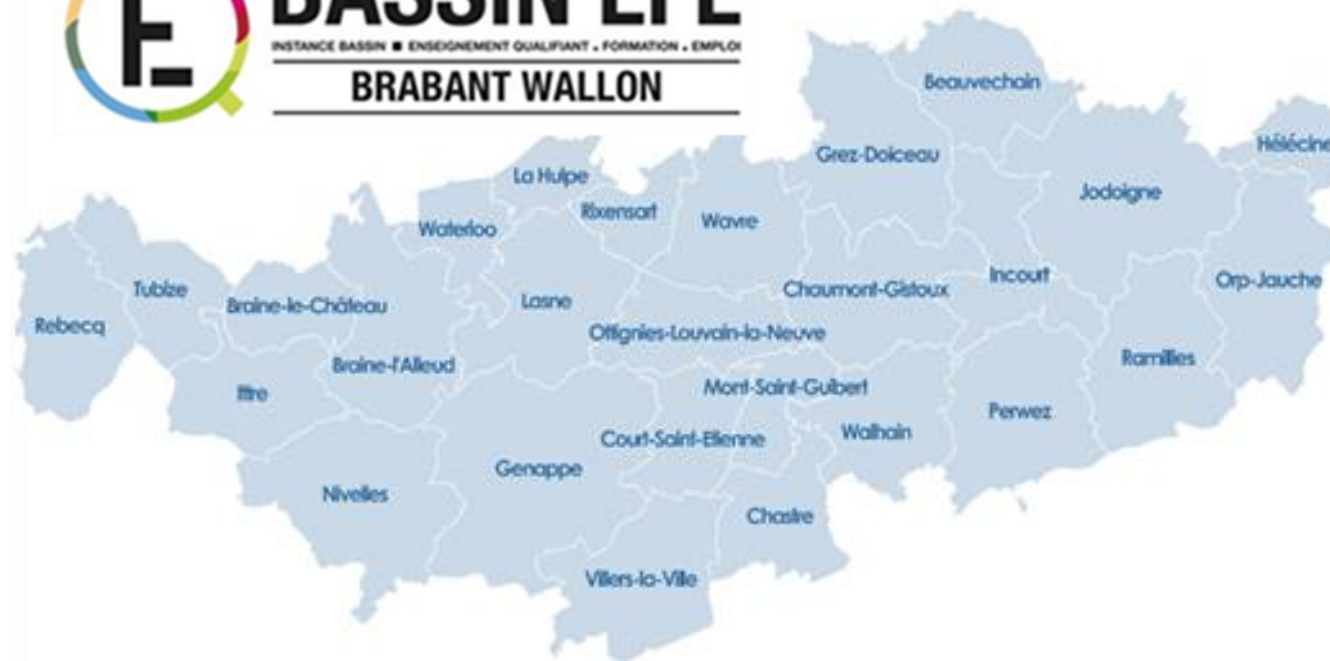 E
BASSIN EFE
INSTANCE BASSIN ■ ENSEIGNEMENT QUALIFIANT . FORMATION . EMPLOI
BRABANT WALLON
Beauvechain
Hélécine
Grez-Doiceau
La Hulpe
Jodoigne
Rixensart
Wavre
Waterloo
Incourt
Orp-Jauche
Tubize
Chaumont-Gistoux
Lasne
Braine-le-Château
Rebecq
Ottignies-Louvain-la-Neuve
Ramillies
Braine-l'Alleud
Mont-Saint-Guibert
Ittre
Perwez
Walhain
Court-Saint-Etienne
Genappe
Nivelles
Chastre
Villers-la-Ville